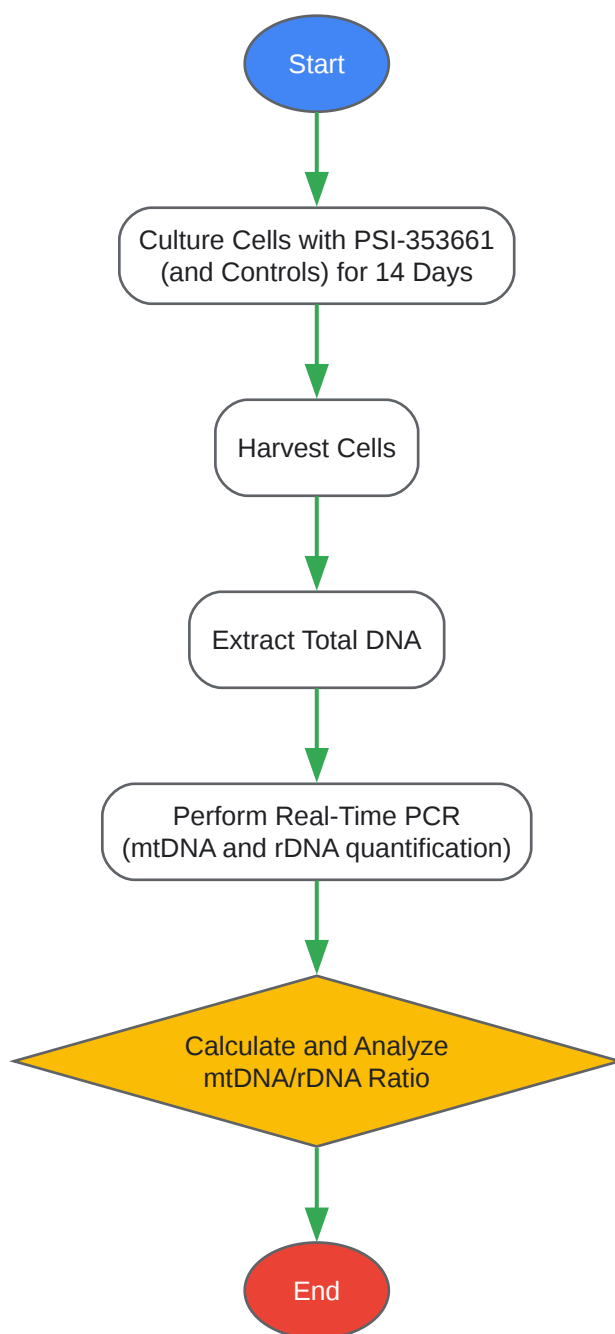 Start
Culture Cells with PSI-353661
(and Controls) for 14 Days
Harvest Cells
Extract Total DNA
Perform Real-Time PCR
(mtDNA and rDNA quantification)
Calculate and Analyze
mtDNA/rDNA Ratio
End